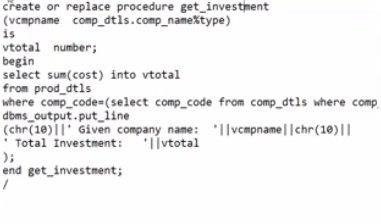 create or replace procedure get_investment
(vcmpname  comp_dtls.comp_name%type)
is
vtotal  number;
begin
select sum(cost) into vtotal
from prod_dtls
where comp_code=(select comp_code from comp_dtls where comp_
dbms_output.put_line
(chr(10)||' Given company name:  '||vcmpname||chr(10)||
' Total Investment:   '||vtotal
);
end get_investment;
/